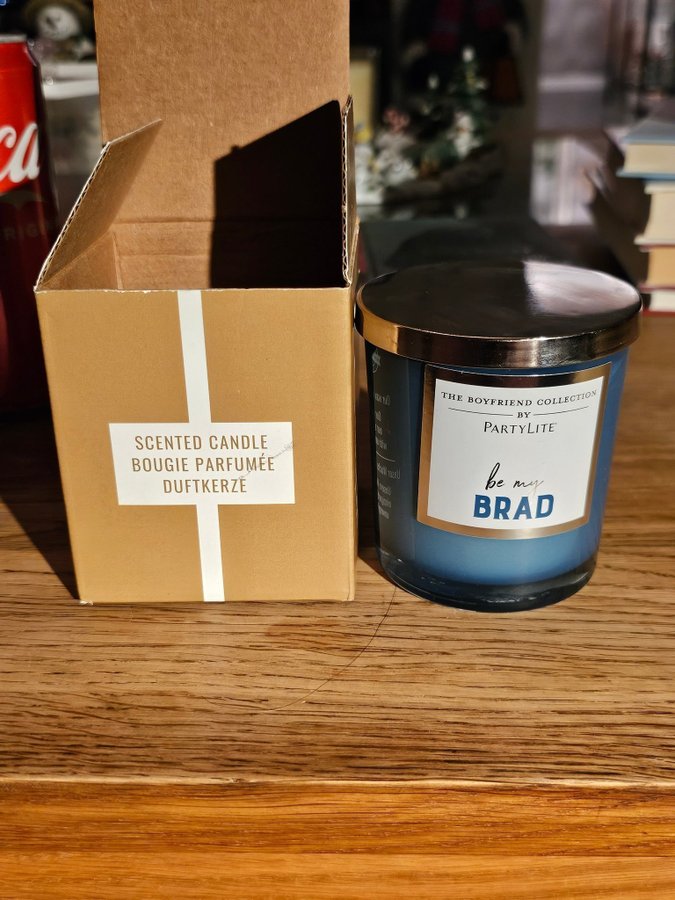 SCENTED CANDLE
BOUGIE PARFUMÉE
DUFTKERZE
THE BOYFRIEND COLLECTION
BY
PARTYLITE
be my
BRAD